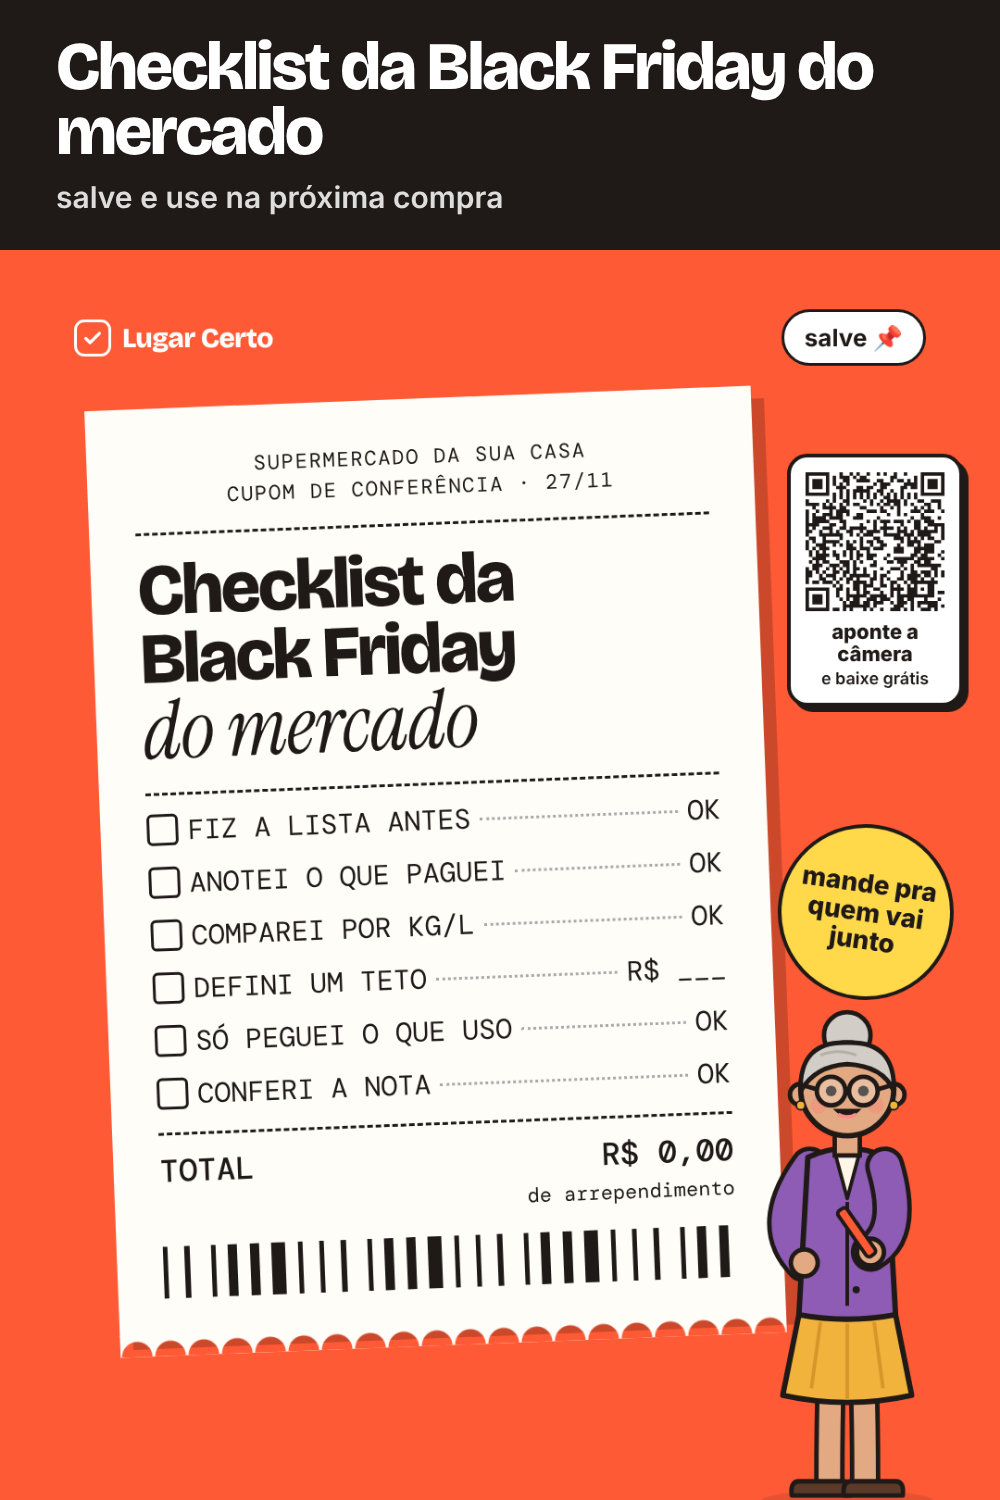 Checklist da Black Friday do
mercado
salve e use na próxima compra
Lugar Certo
salve 📌
SUPERMERCADO DA SUA CASA
CUPOM DE CONFERÊNCIA · 27/11
Checklist da
Black Friday
do mercado
FIZ A LISTA ANTES OK
ANOTEI O QUE PAGUEI OK
COMPAREI POR KG/L OK
DEFINI UM TETO R$ ___
SÓ PEGUEI O QUE USO OK
CONFERI A NOTA OK
TOTAL R$ 0,00
de arrependimento
aponte a
câmera
e baixe grátis
mande pra
quem vai
junto